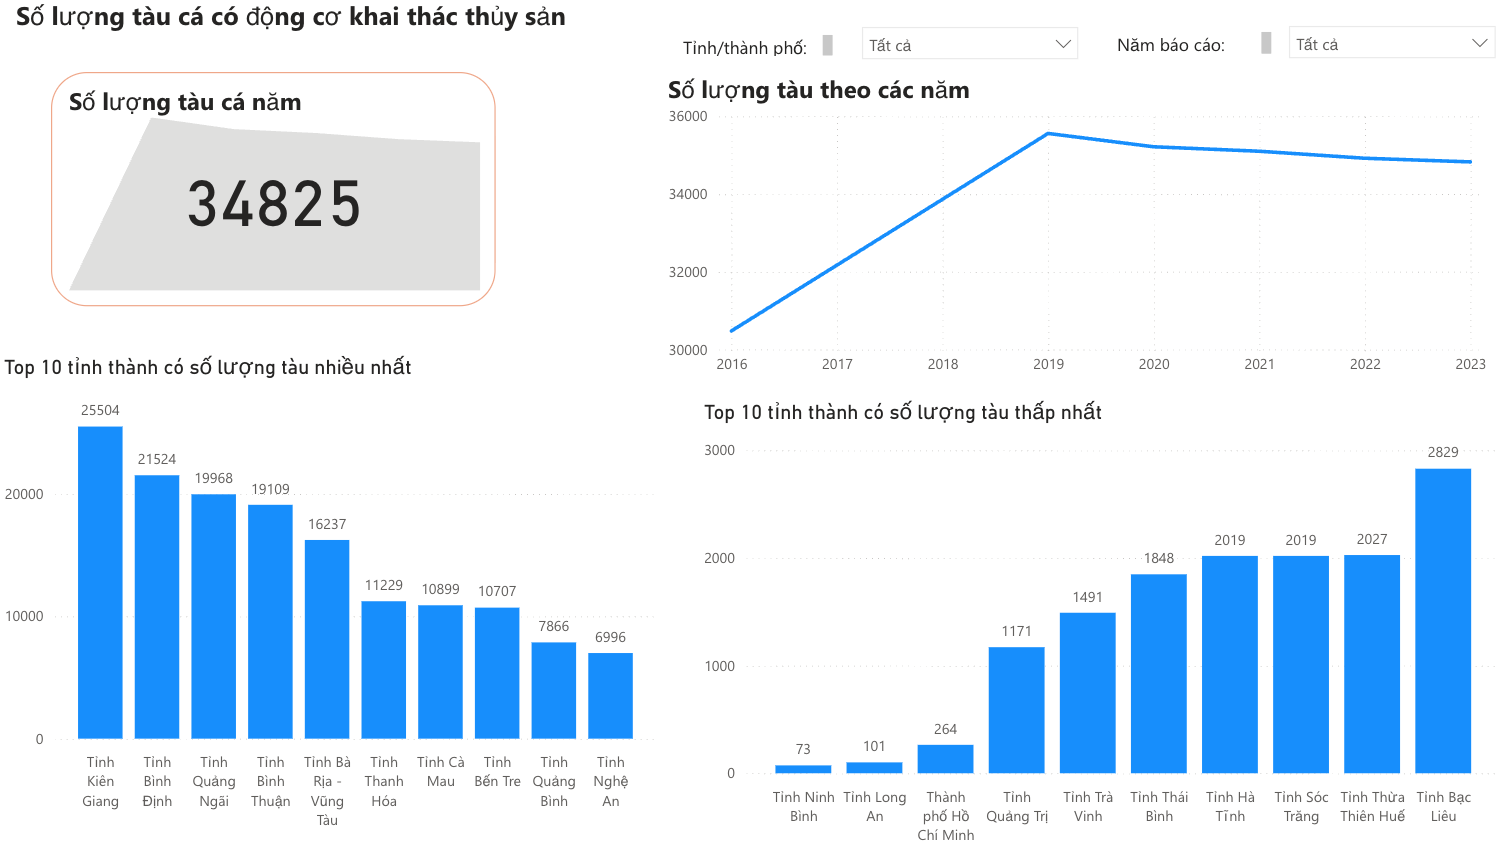 Số lượng tàu cá có động cơ khai thác thủy sản
Tỉnh/thành phố:
Tất cả
Năm báo cáo:
Tất cả
Số lượng tàu cá năm
34825
Số lượng tàu theo các năm
36000
34000
32000
30000
2016 2017 2018 2019 2020 2021 2022 2023
Top 10 tỉnh thành có số lượng tàu nhiều nhất
25504
21524
19968
19109
16237
11229
10899
10707
7866
6996
20000
10000
0
Tỉnh Kiên Giang
Tỉnh Bình Định
Tỉnh Quảng Ngãi
Tỉnh Bình Thuận
Tỉnh Bà Rịa - Vũng Tàu
Tỉnh Thanh Hóa
Tỉnh Cà Mau
Tỉnh Bến Tre
Tỉnh Quảng Bình
Tỉnh Nghệ An
Top 10 tỉnh thành có số lượng tàu thấp nhất
3000
2000
1000
0
73
101
264
1171
1491
1848
2019
2019
2027
2829
Tỉnh Ninh Bình
Tỉnh Long An
Thành phố Hồ Chí Minh
Tỉnh Quảng Trị
Tỉnh Trà Vinh
Tỉnh Thái Bình
Tỉnh Hà Tĩnh
Tỉnh Sóc Trăng
Tỉnh Thừa Thiên Huế
Tỉnh Bạc Liêu